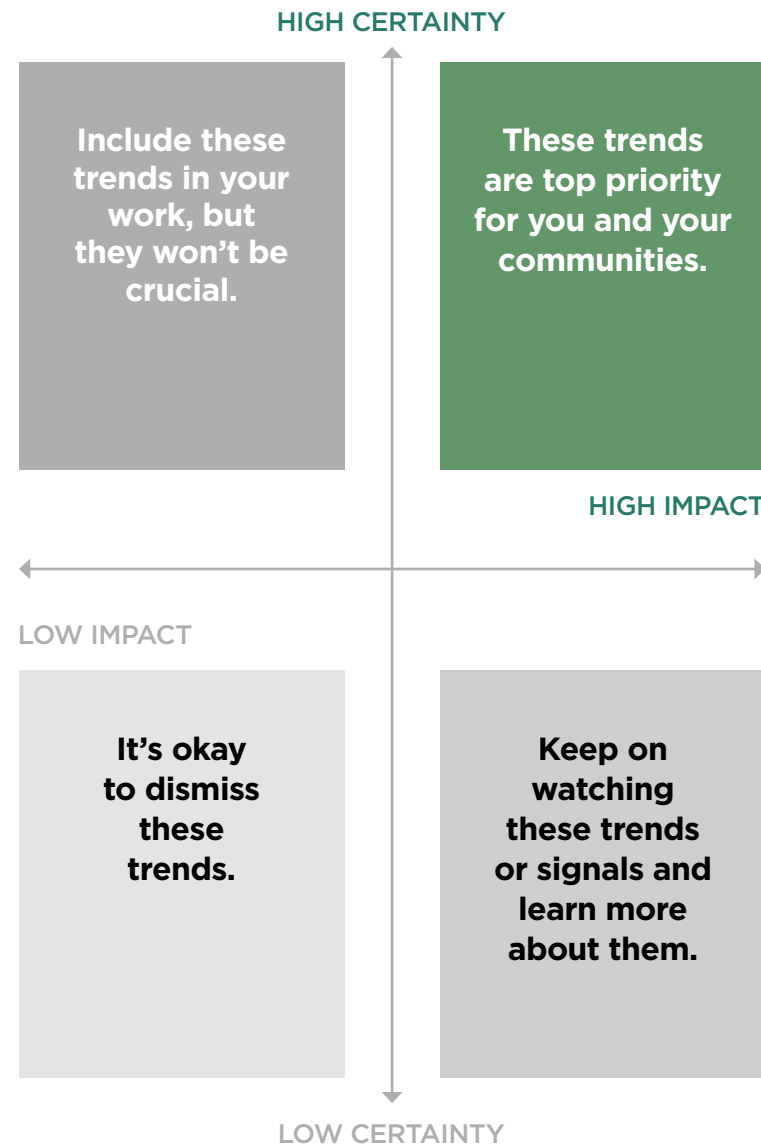 HIGH CERTAINTY
Include these
trends in your
work, but
they won’t be
crucial.
These trends
are top priority
for you and your
communities.
HIGH IMPACT
LOW IMPACT
It’s okay
to dismiss
these
trends.
Keep on
watching
these trends
or signals and
learn more
about them.
LOW CERTAINTY